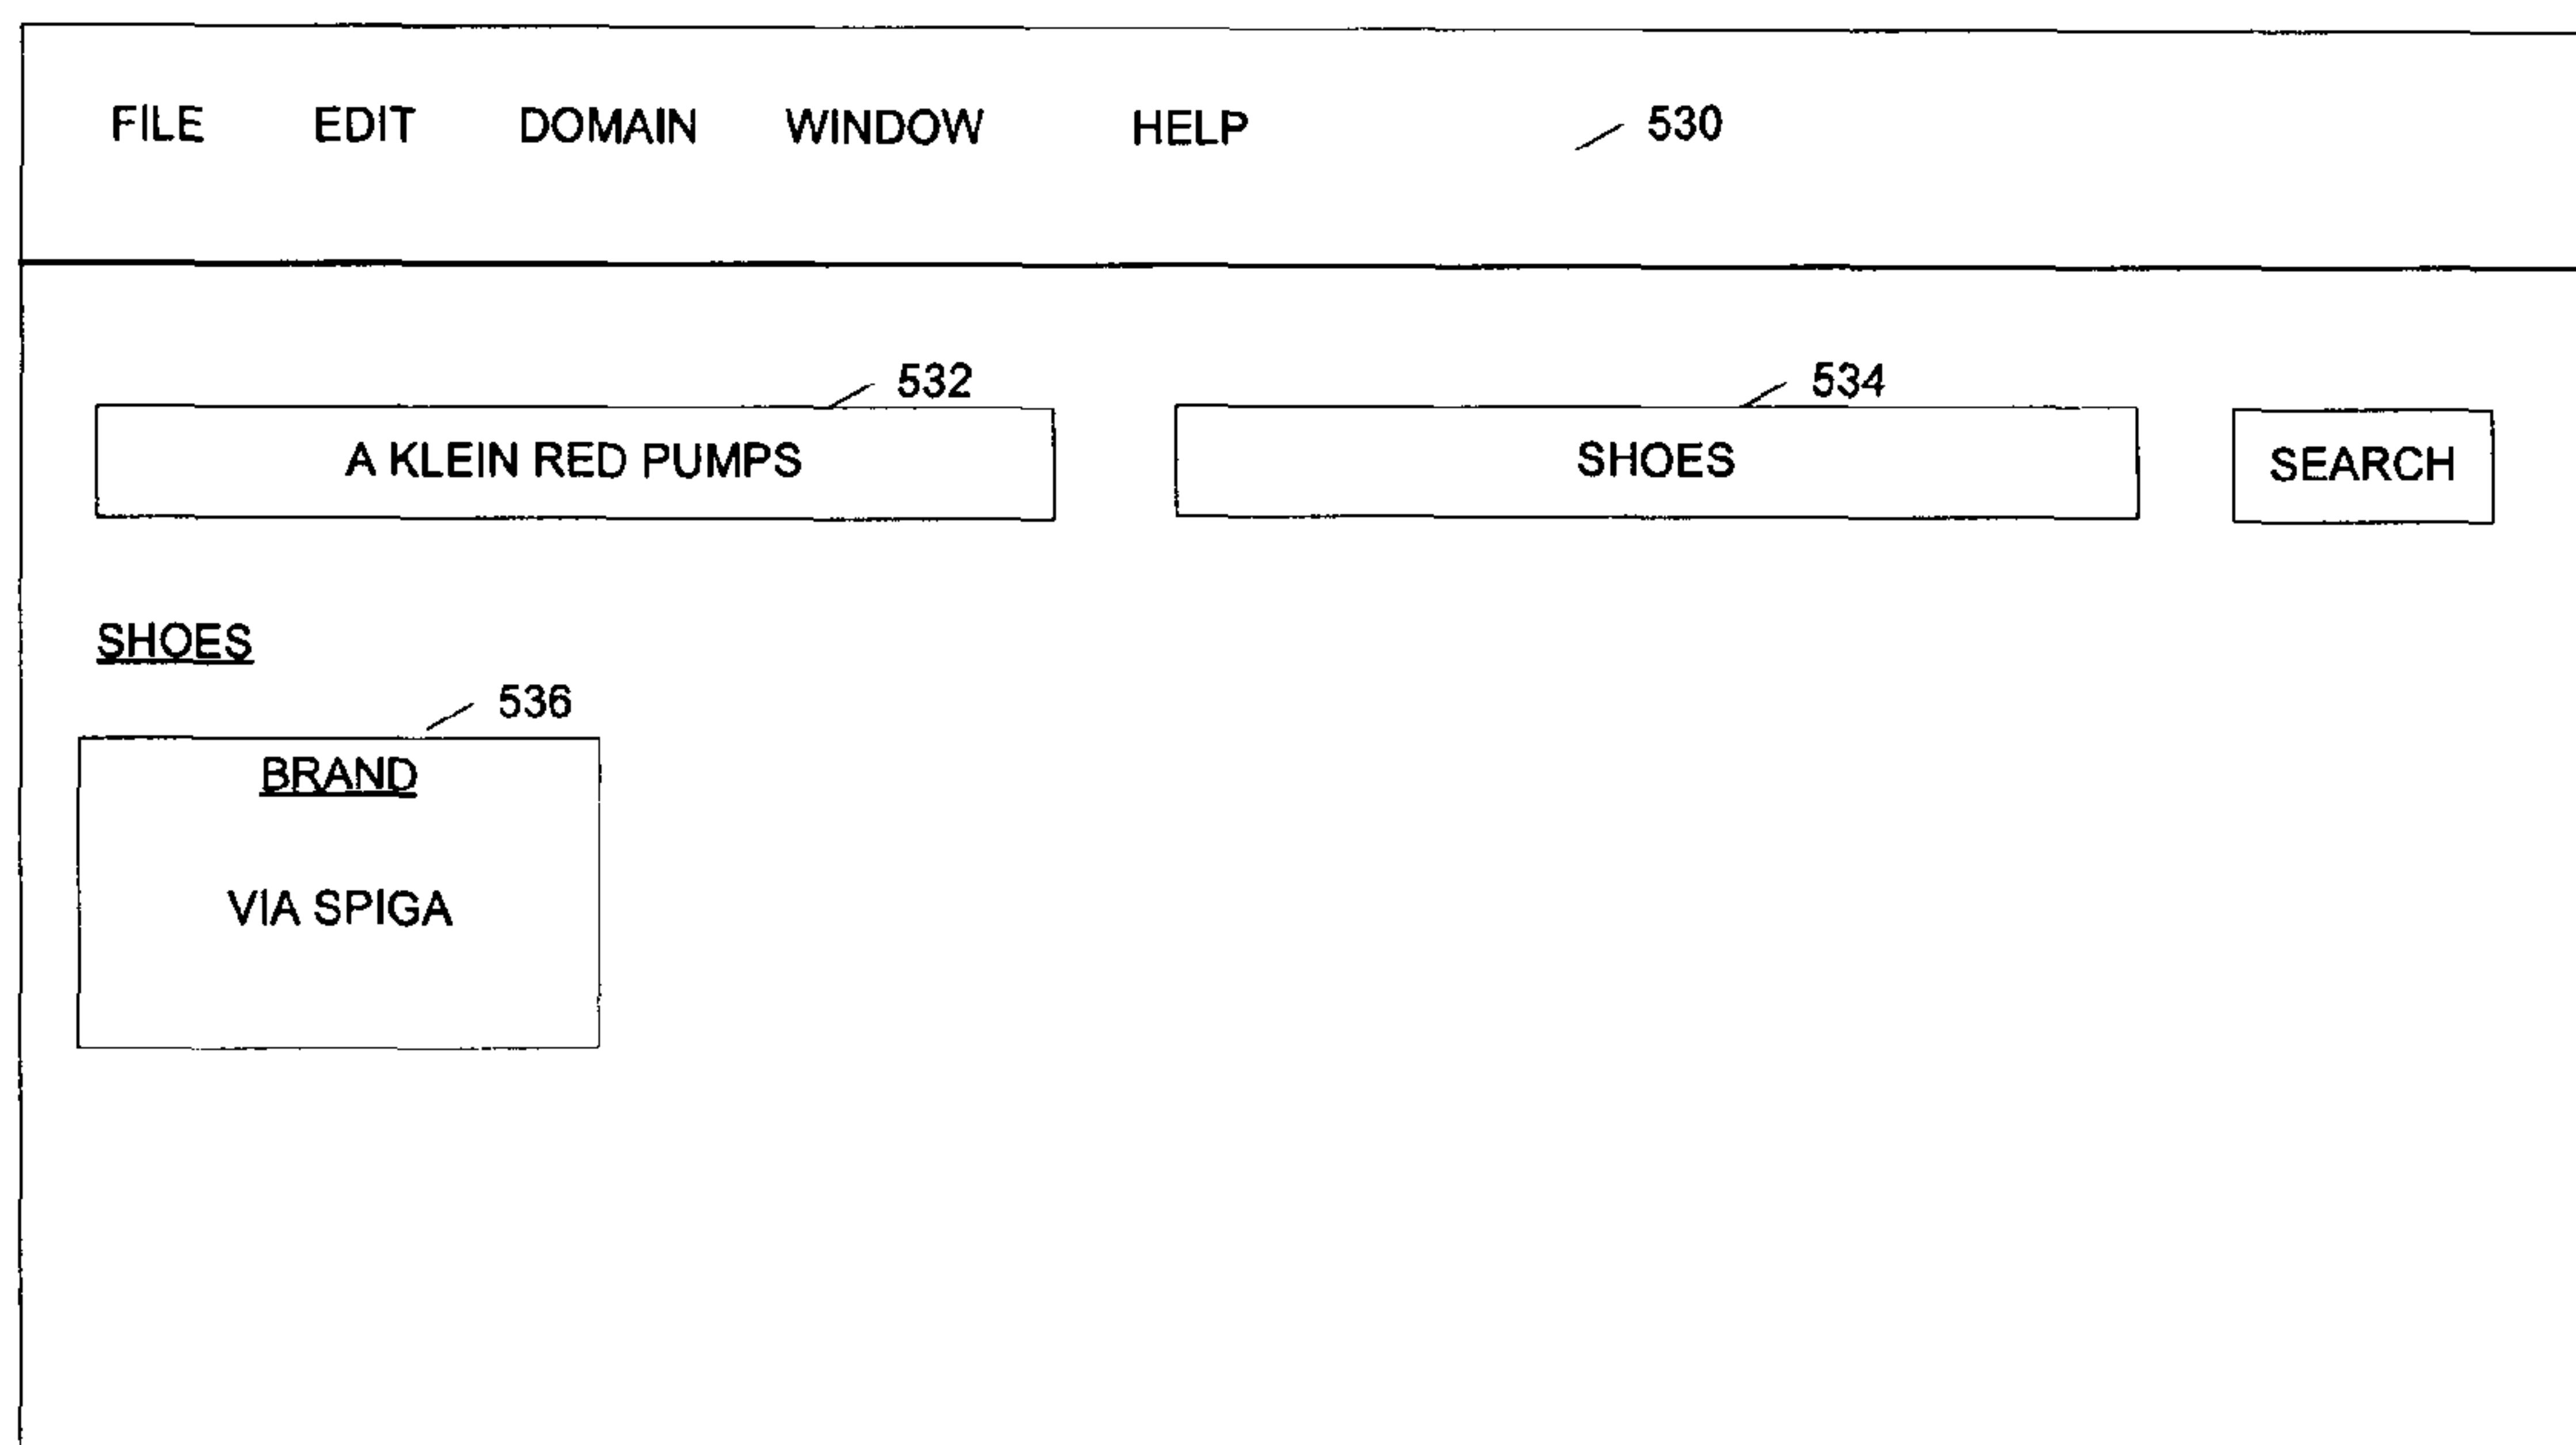 FILE EDIT DOMAIN WINDOW HELP 530
532 534
A KLEIN RED PUMPS SHOES SEARCH
SHOES
536
BRAND
VIA SPIGA